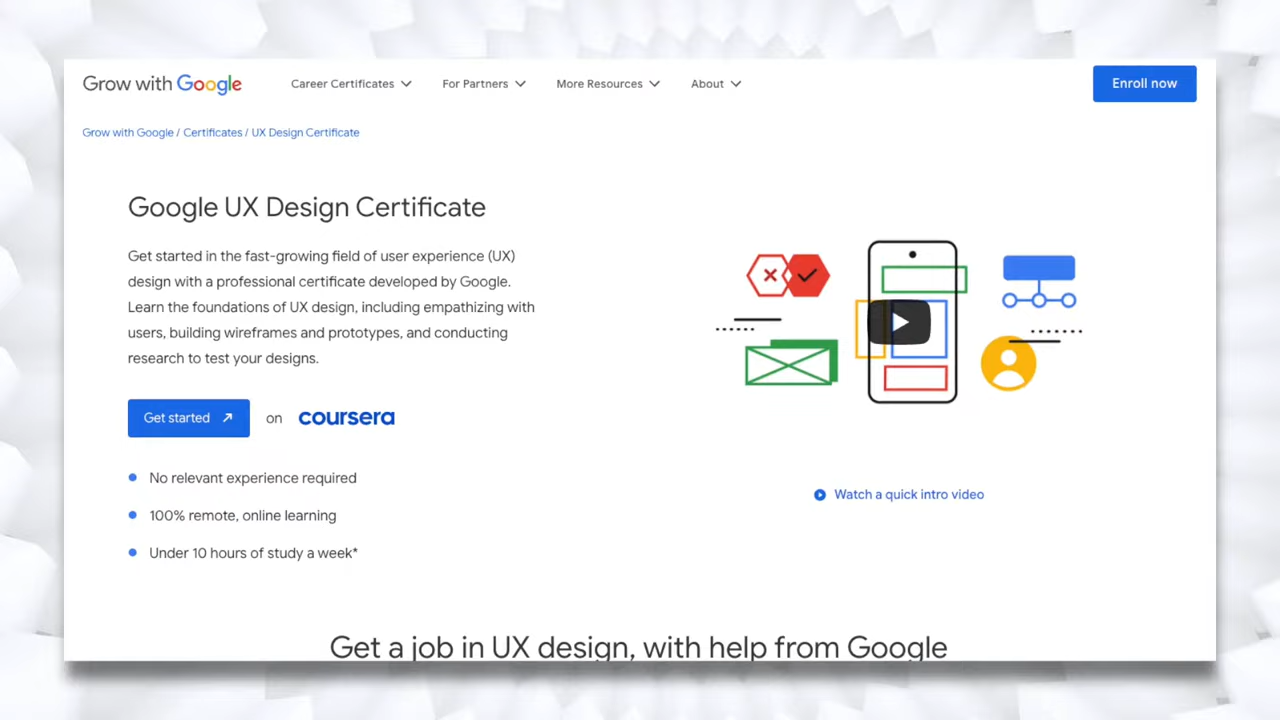 Grow with Google
Career Certificates
For Partners
More Resources
About
Enroll now
Grow with Google / Certificates / UX Design Certificate
Google UX Design Certificate
Get started in the fast-growing field of user experience (UX)
design with a professional certificate developed by Google.
Learn the foundations of UX design, including empathizing with
users, building wireframes and prototypes, and conducting
research to test your designs.
Get started on coursera
No relevant experience required
100% remote, online learning
Under 10 hours of study a week*
Watch a quick intro video
Get a job in UX design, with help from Google